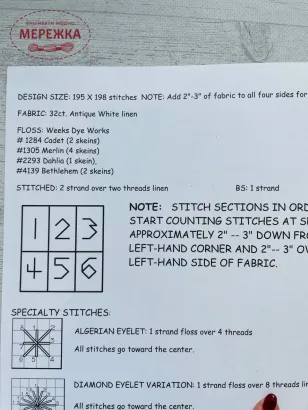 ВИШИВАТИ МОДНО
МЕРЕЖКА
DESIGN SIZE: 195 X 198 stitches NOTE: Add 2"-3" of fabric to all four sides for
FABRIC: 32ct. Antique White linen
FLOSS: Weeks Dye Works
# 1284 Cadet (2 skeins)
#1305 Merlin (4 skeins)
#2293 Dahlia (1 skein),
#4139 Bethlehem (2 skeins)
STITCHED: 2 strand over two threads linen BS: 1 strand
NOTE: STITCH SECTIONS IN ORD
START COUNTING STITCHES AT
APPROXIMATELY 2" -- 3" DOWN FRO
LEFT-HAND CORNER AND 2"-- 3" OV
LEFT-HAND SIDE OF FABRIC.
1 2 3
4 5 6
SPECIALTY STITCHES:
ALGERIAN EYELET: 1 strand floss over 4 threads
All stitches go toward the center.
DIAMOND EYELET VARIATION: 1 strand floss over 8 threads
All stitches go toward the center.